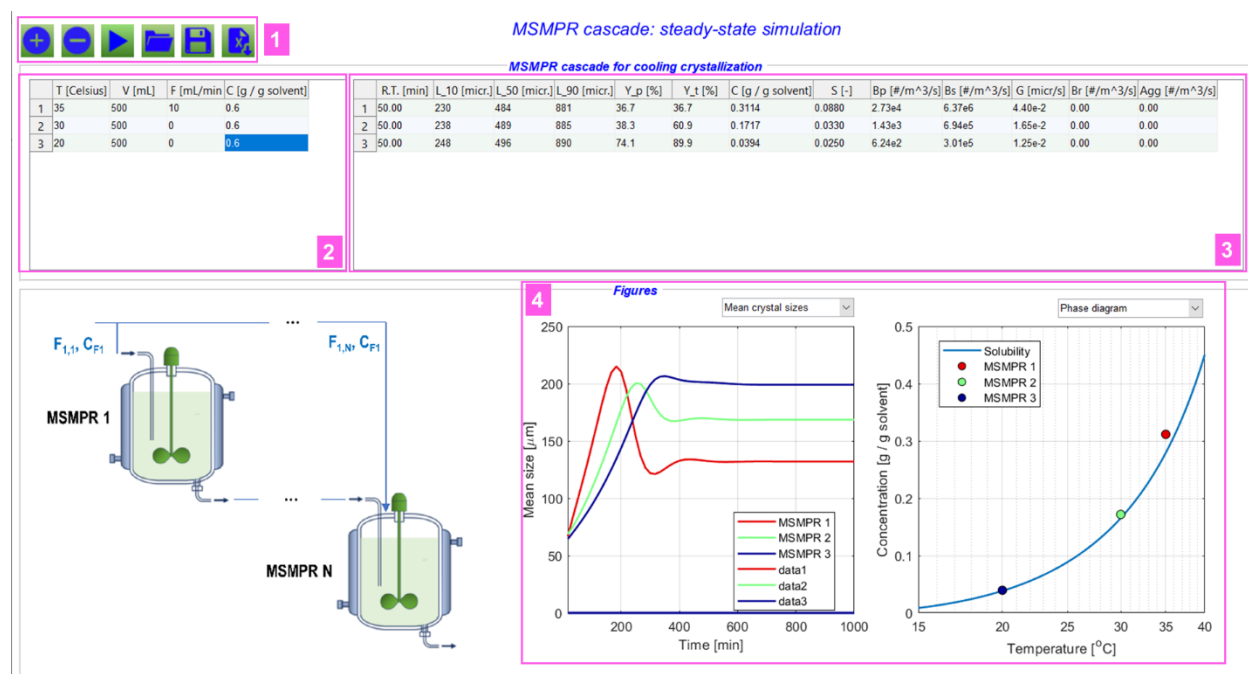 MSMPR cascade: steady-state simulation
1
MSMPR cascade for cooling crystallization
T [Celsius] V [mL] F [mL/min C [g / g solvent]
1 35 500 10 0.6
2 30 500 0 0.6
3 20 500 0 0.6
2
R.T. [min] L_10 [micr.] L_50 [micr.] L_90 [micr.] Y_p [%] Y_t [%] C [g / g solvent] S [-] Bp [#/m^3/s] Bs [#/m^3/s] G [micr/s] Br [#/m^3/s] Agg [#/m^3/s]
1 50.00 230 484 881 36.7 36.7 0.3114 0.0880 2.73e4 6.37e6 4.40e-2 0.00 0.00
2 50.00 238 489 885 38.3 60.9 0.1717 0.0330 1.43e3 6.94e5 1.65e-2 0.00 0.00
3 50.00 248 496 890 74.1 89.9 0.0394 0.0250 6.24e2 3.01e5 1.25e-2 0.00 0.00
3
...
F1,1, CF1
F1,N, CF1
MSMPR 1
...
MSMPR N
4
Figures
Mean crystal sizes
250
200
150
100
50
0
Mean size [μm]
MSMPR 1
MSMPR 2
MSMPR 3
data1
data2
data3
200 400 600 800 1000
Time [min]
Phase diagram
0.5
0.4
0.3
0.2
0.1
0
Concentration [g / g solvent]
Solubility
MSMPR 1
MSMPR 2
MSMPR 3
15 20 25 30 35 40
Temperature [°C]